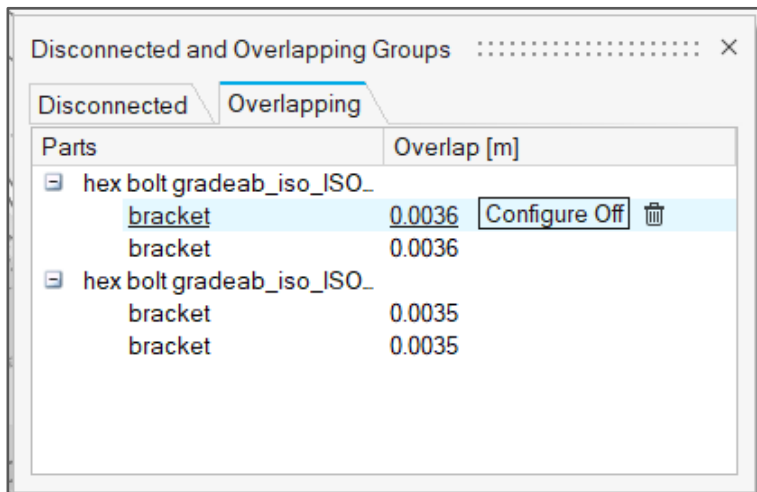 Disconnected and Overlapping Groups
Disconnected Overlapping
Parts Overlap [m]
hex bolt gradeab_iso_ISO_
bracket 0.0036 Configure Off
bracket 0.0036
hex bolt gradeab_iso_ISO_
bracket 0.0035
bracket 0.0035